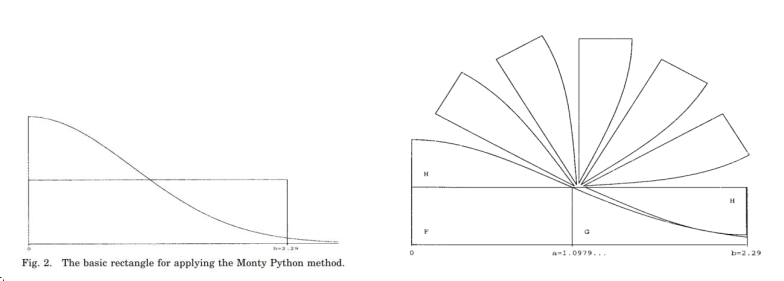 0
b=2.29
Fig. 2. The basic rectangle for applying the Monty Python method.
H
H
F
G
0
a=1.0979...
b=2.29